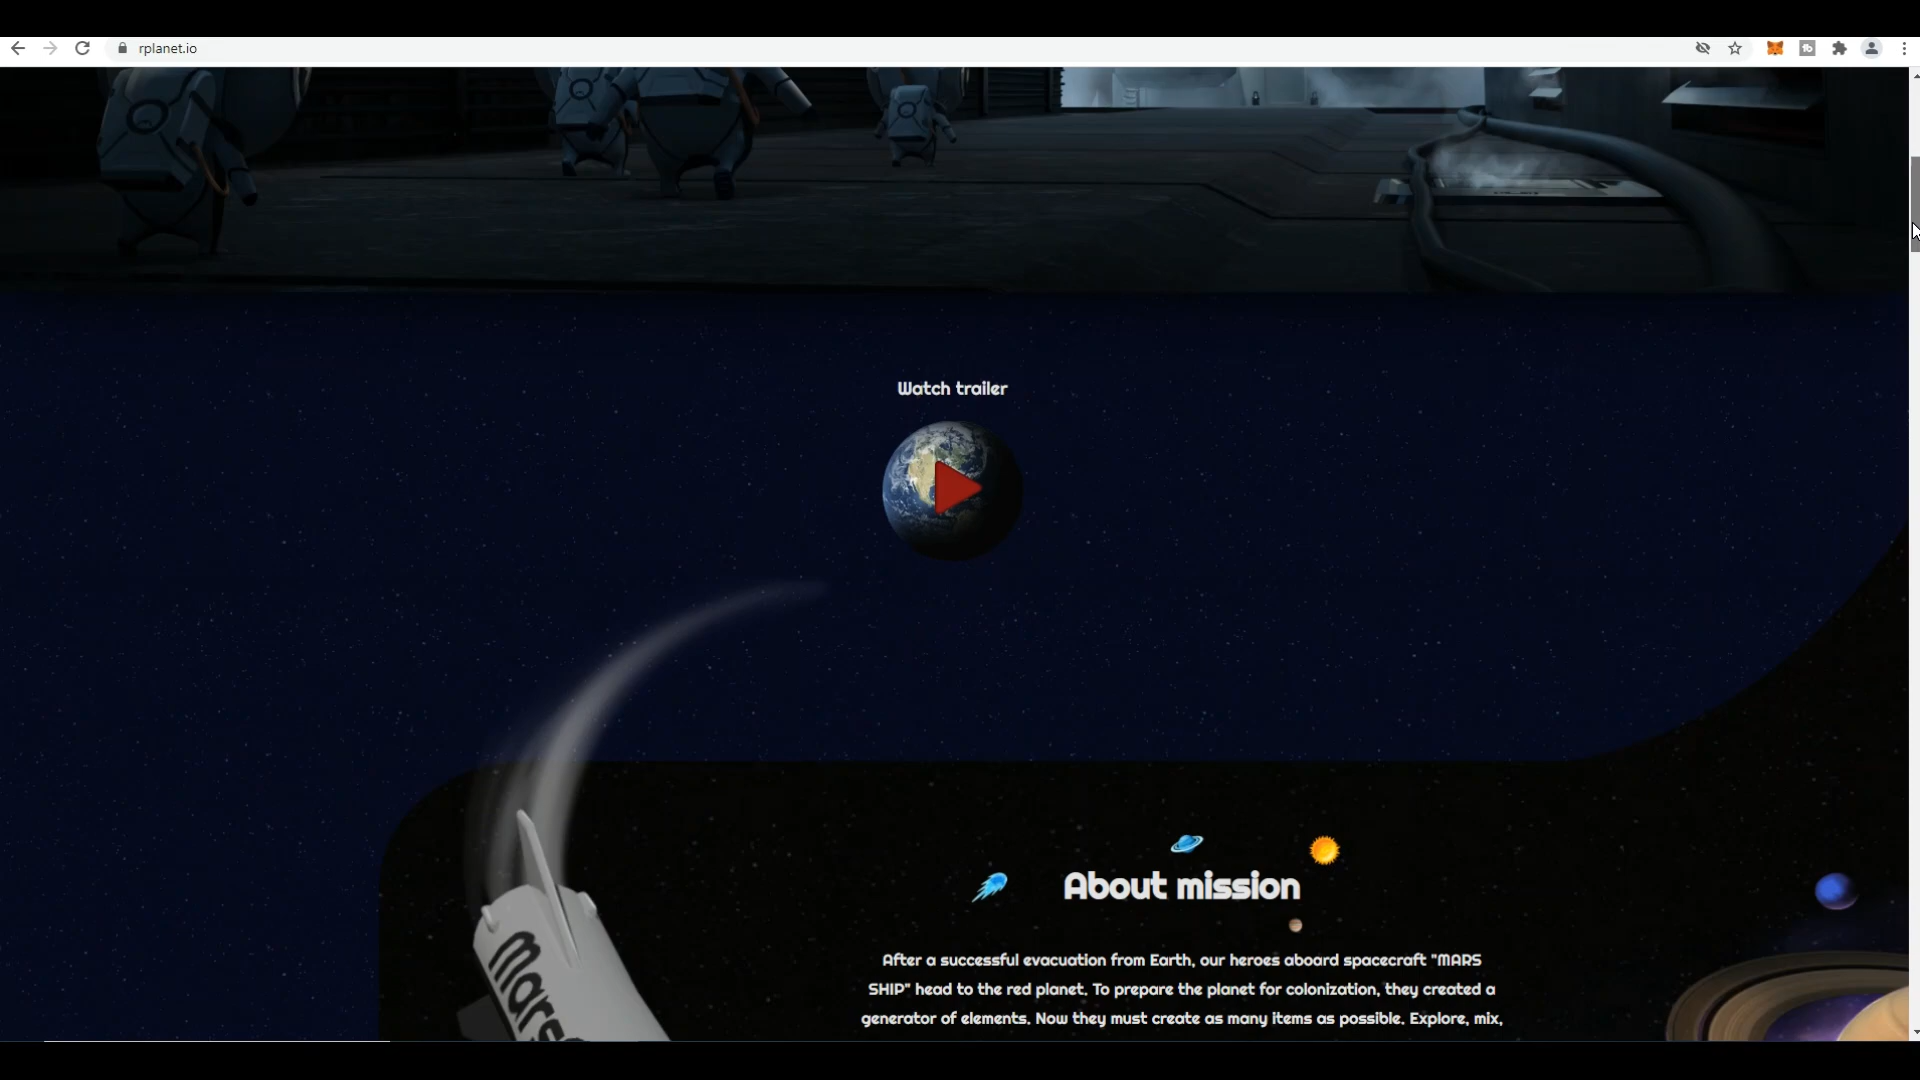 rplanet.io
Watch trailer
About mission
After a successful evacuation from Earth, our heroes aboard spacecraft "MARS
SHIP" head to the red planet. To prepare the planet for colonization, they created a
generator of elements. Now they must create as many items as possible. Explore, mix,
Mars